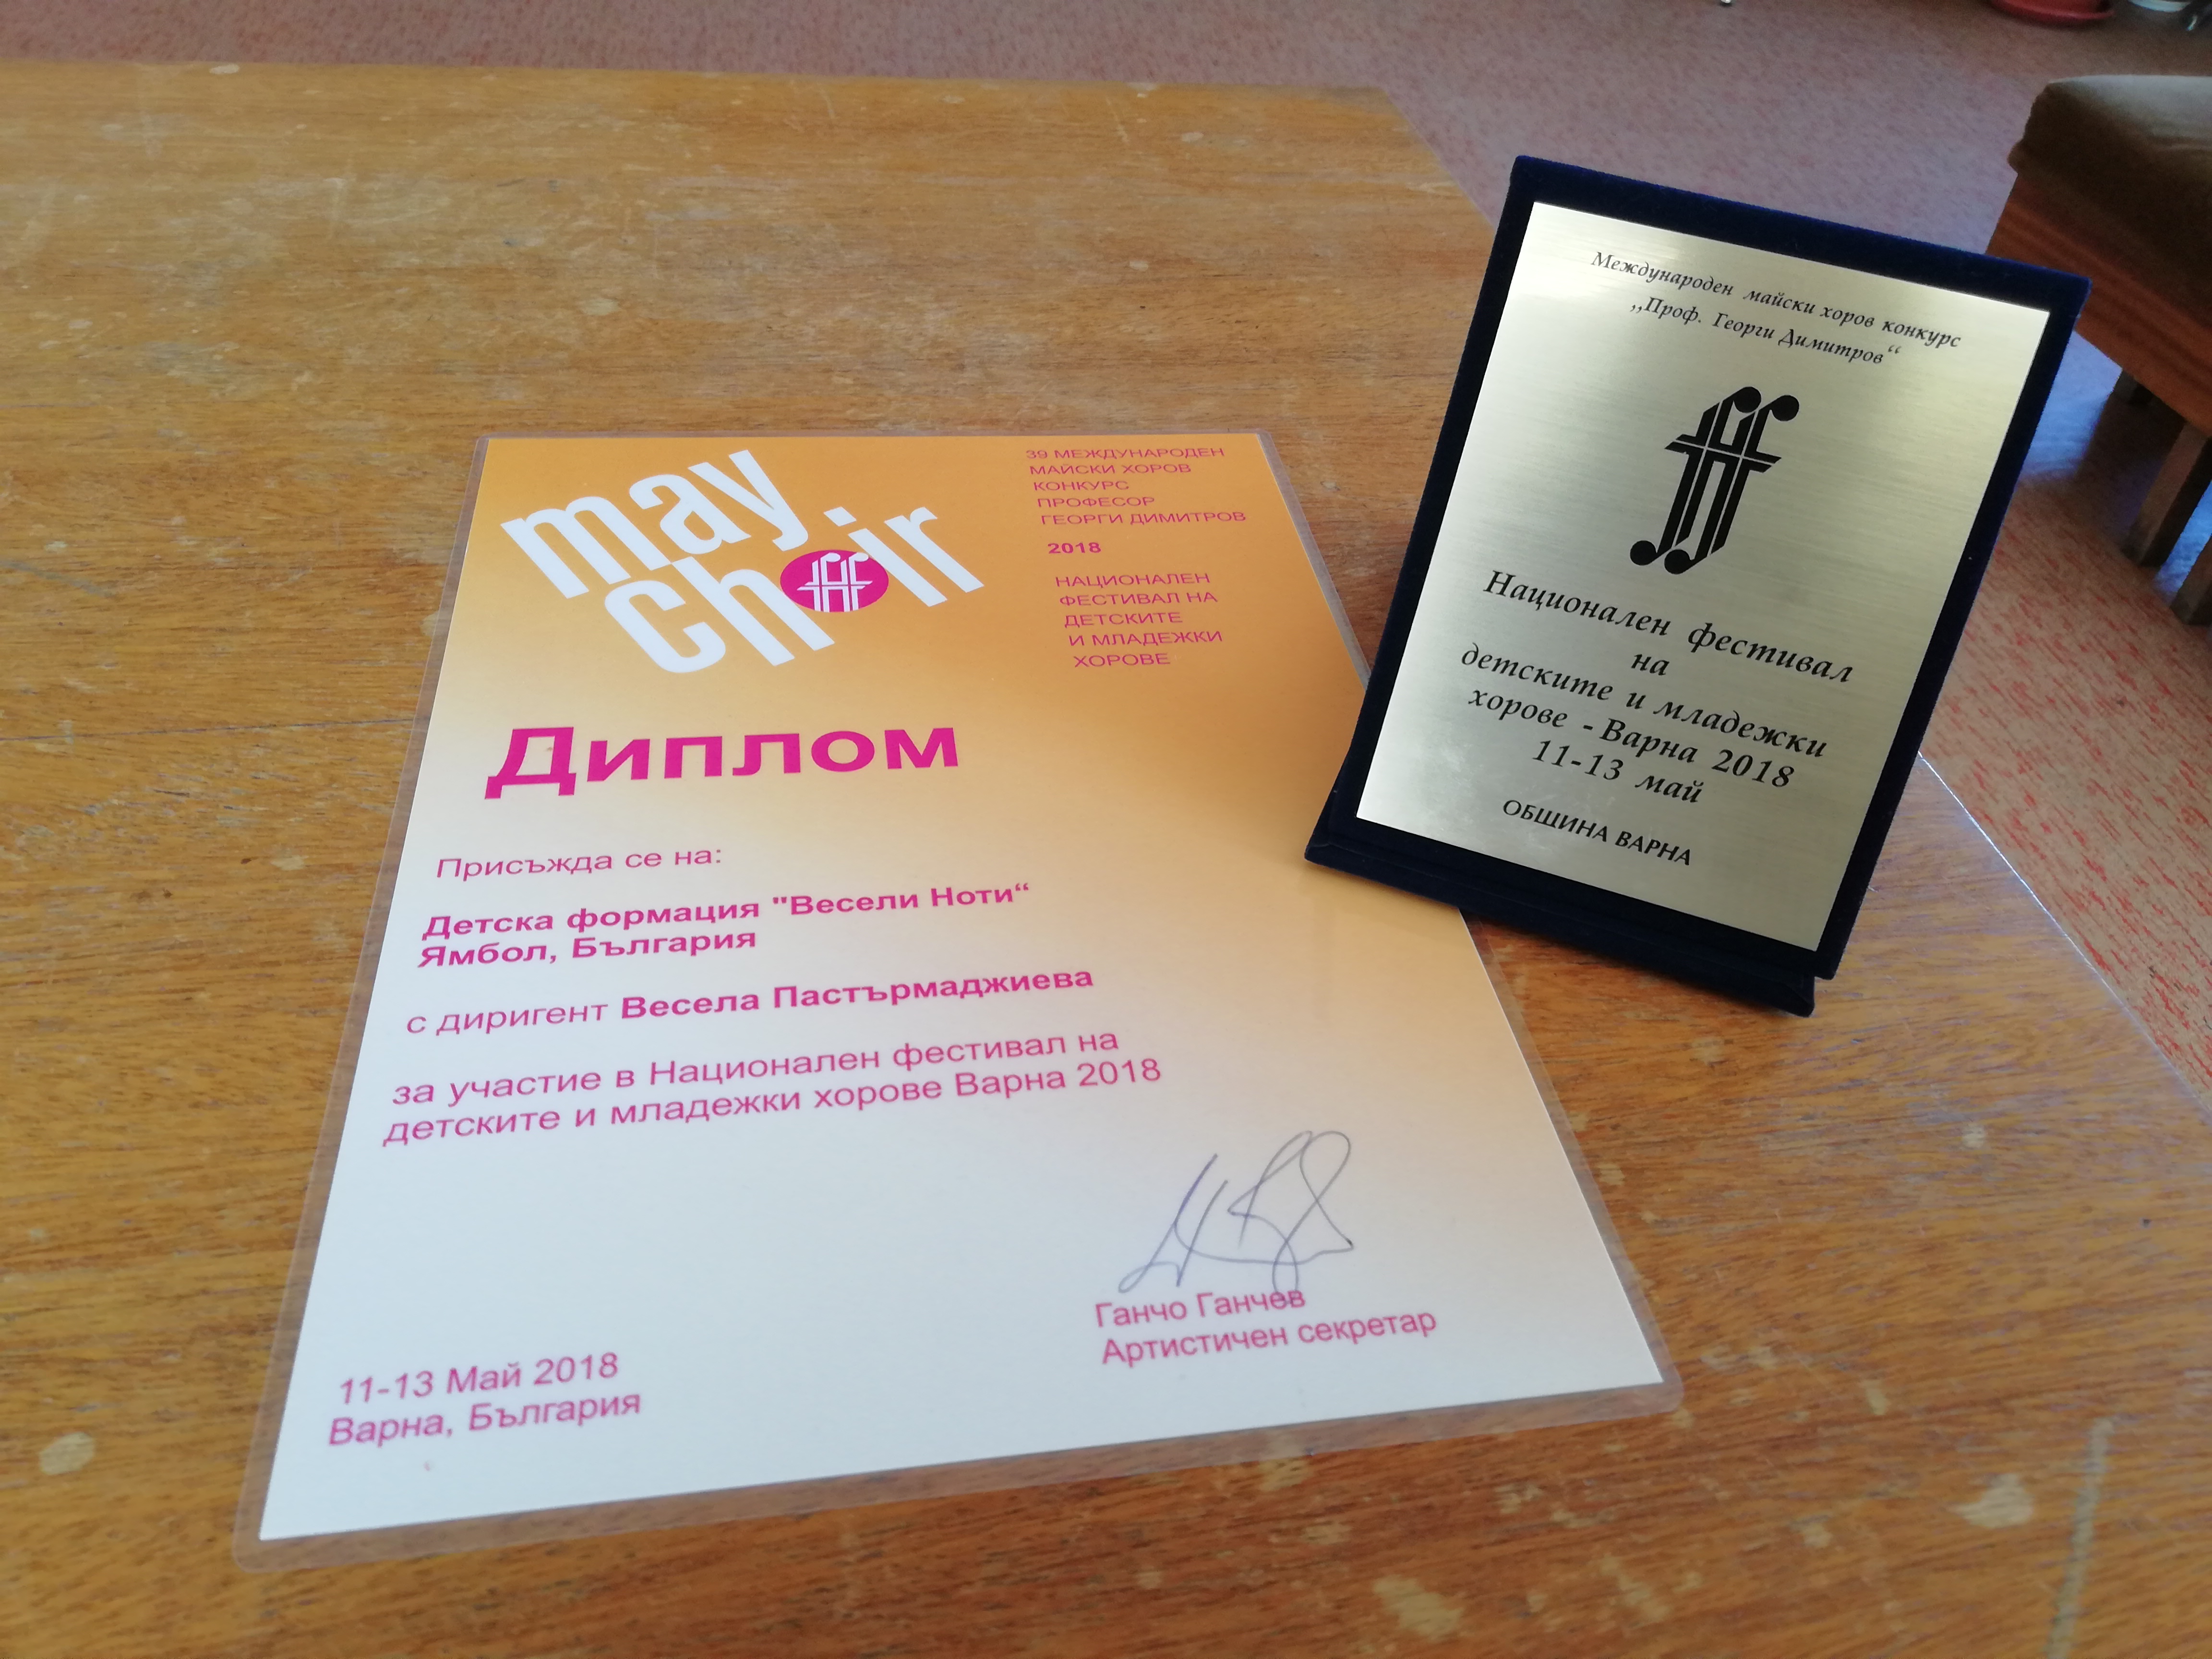 may
choir
39 МЕЖДУНАРОДЕН
МАЙСКИ ХОРОВ
КОНКУРС
ПРОФЕСОР
ГЕОРГИ ДИМИТРОВ
2018
НАЦИОНАЛЕН
ФЕСТИВАЛ НА
ДЕТСКИТЕ
И МЛАДЕЖКИ
ХОРОВЕ
Диплом
Присъжда се на:
Детска формация "Весели Ноти“
Ямбол, България
с диригент Весела Пастърмаджиева
за участие в Национален фестивал на
детските и младежки хорове Варна 2018
Ганчо Ганчев
Артистичен секретар
11-13 Май 2018
Варна, България
Международен майски хоров конкурс
,,Проф. Георги Димитров“
Национален фестивал
на
детските и младежки
хорове - Варна 2018
11-13 май
ОБЩИНА ВАРНА